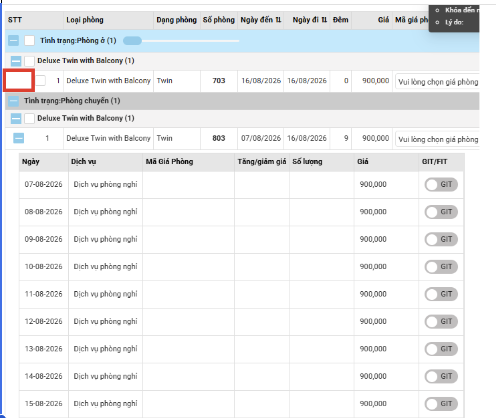 Khóa đến n
Lý do:
STT Loại phòng Dạng phòng Số phòng Ngày đến Ngày đi Đêm Giá Mã giá ph
Tình trạng:Phòng ở (1)
Deluxe Twin with Balcony (1)
1 Deluxe Twin with Balcony Twin 703 16/08/2026 16/08/2026 0 900,000 Vui lòng chọn giá phòng
Tình trạng:Phòng chuyển (1)
Deluxe Twin with Balcony (1)
1 Deluxe Twin with Balcony Twin 803 07/08/2026 16/08/2026 9 900,000 Vui lòng chọn giá phòng
Ngày Dịch vụ Mã Giá Phòng Tăng/giảm giá Số lượng Giá GIT/FIT
07-08-2026 Dịch vụ phòng nghỉ 900,000 GIT
08-08-2026 Dịch vụ phòng nghỉ 900,000 GIT
09-08-2026 Dịch vụ phòng nghỉ 900,000 GIT
10-08-2026 Dịch vụ phòng nghỉ 900,000 GIT
11-08-2026 Dịch vụ phòng nghỉ 900,000 GIT
12-08-2026 Dịch vụ phòng nghỉ 900,000 GIT
13-08-2026 Dịch vụ phòng nghỉ 900,000 GIT
14-08-2026 Dịch vụ phòng nghỉ 900,000 GIT
15-08-2026 Dịch vụ phòng nghỉ 900,000 GIT